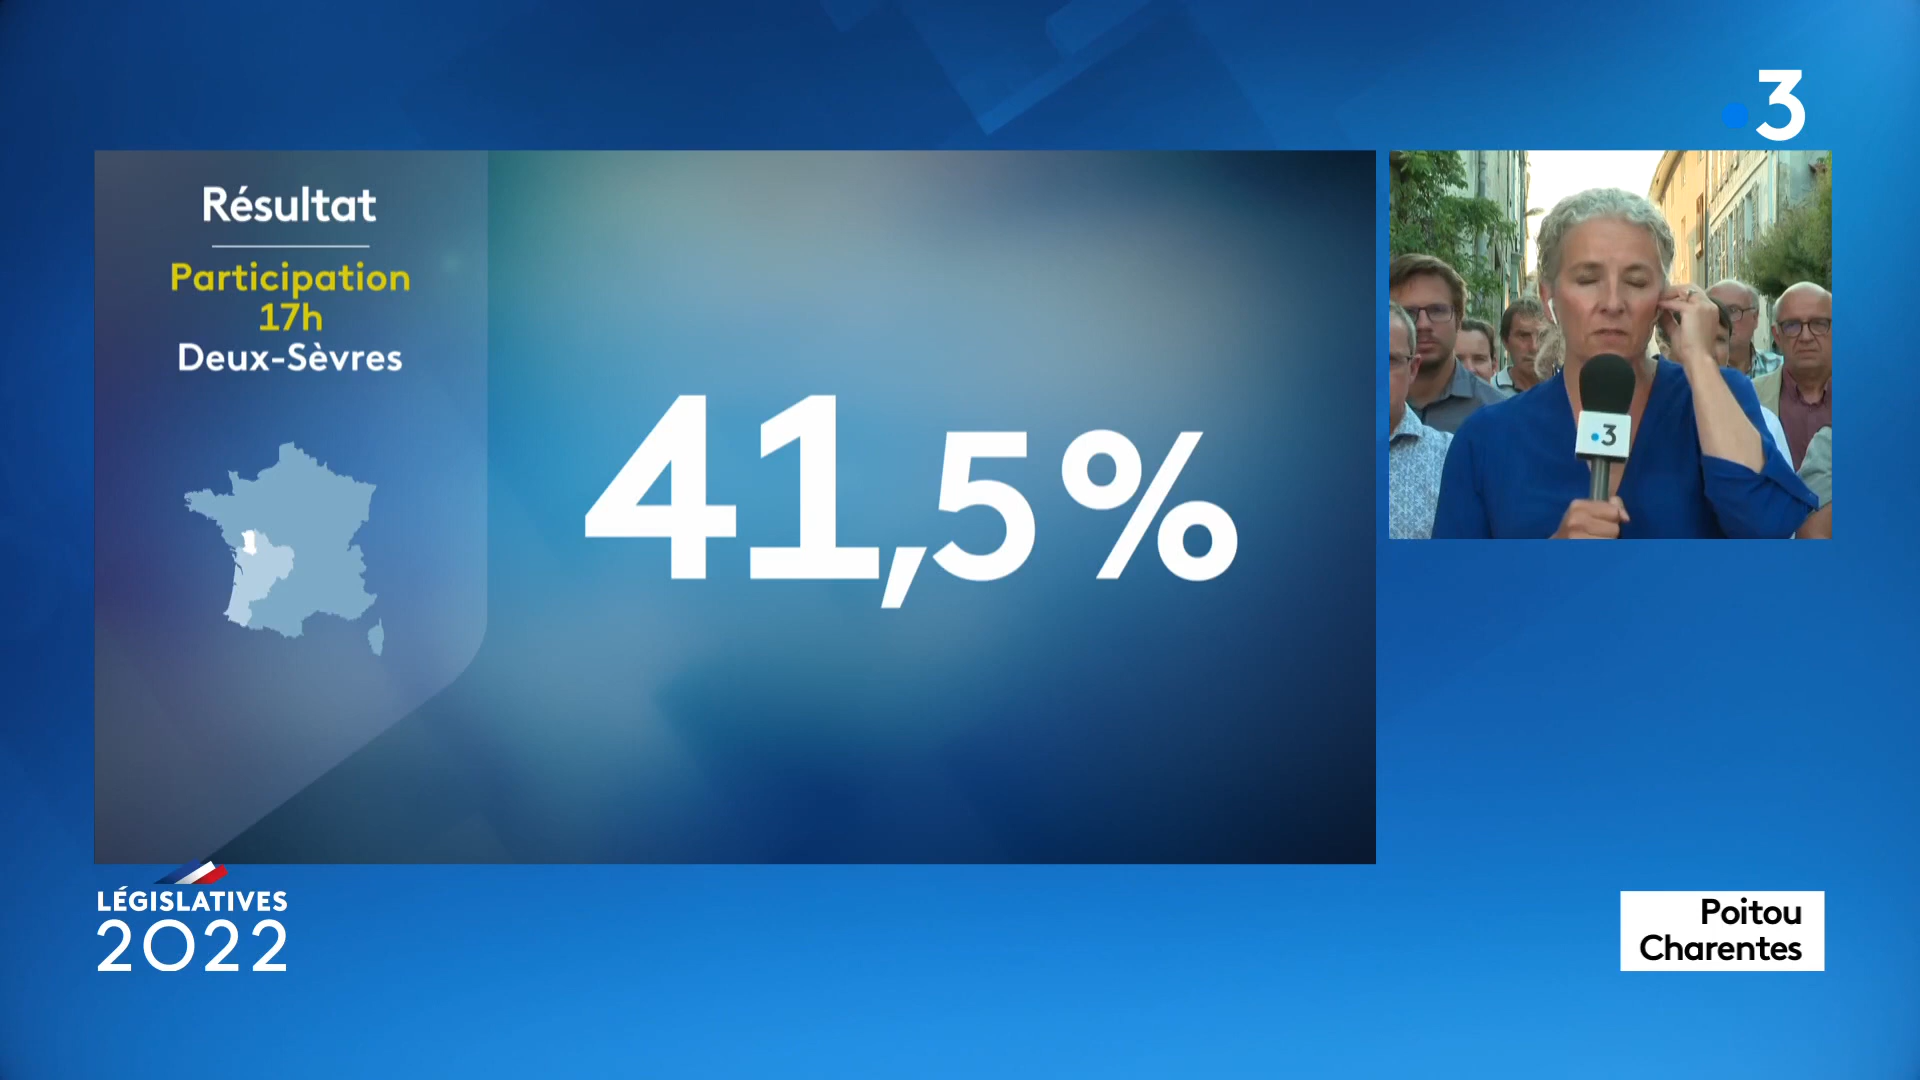 3
Résultat
Participation
17h
Deux-Sèvres
41,5%
3
LÉGISLATIVES
2022
Poitou
Charentes